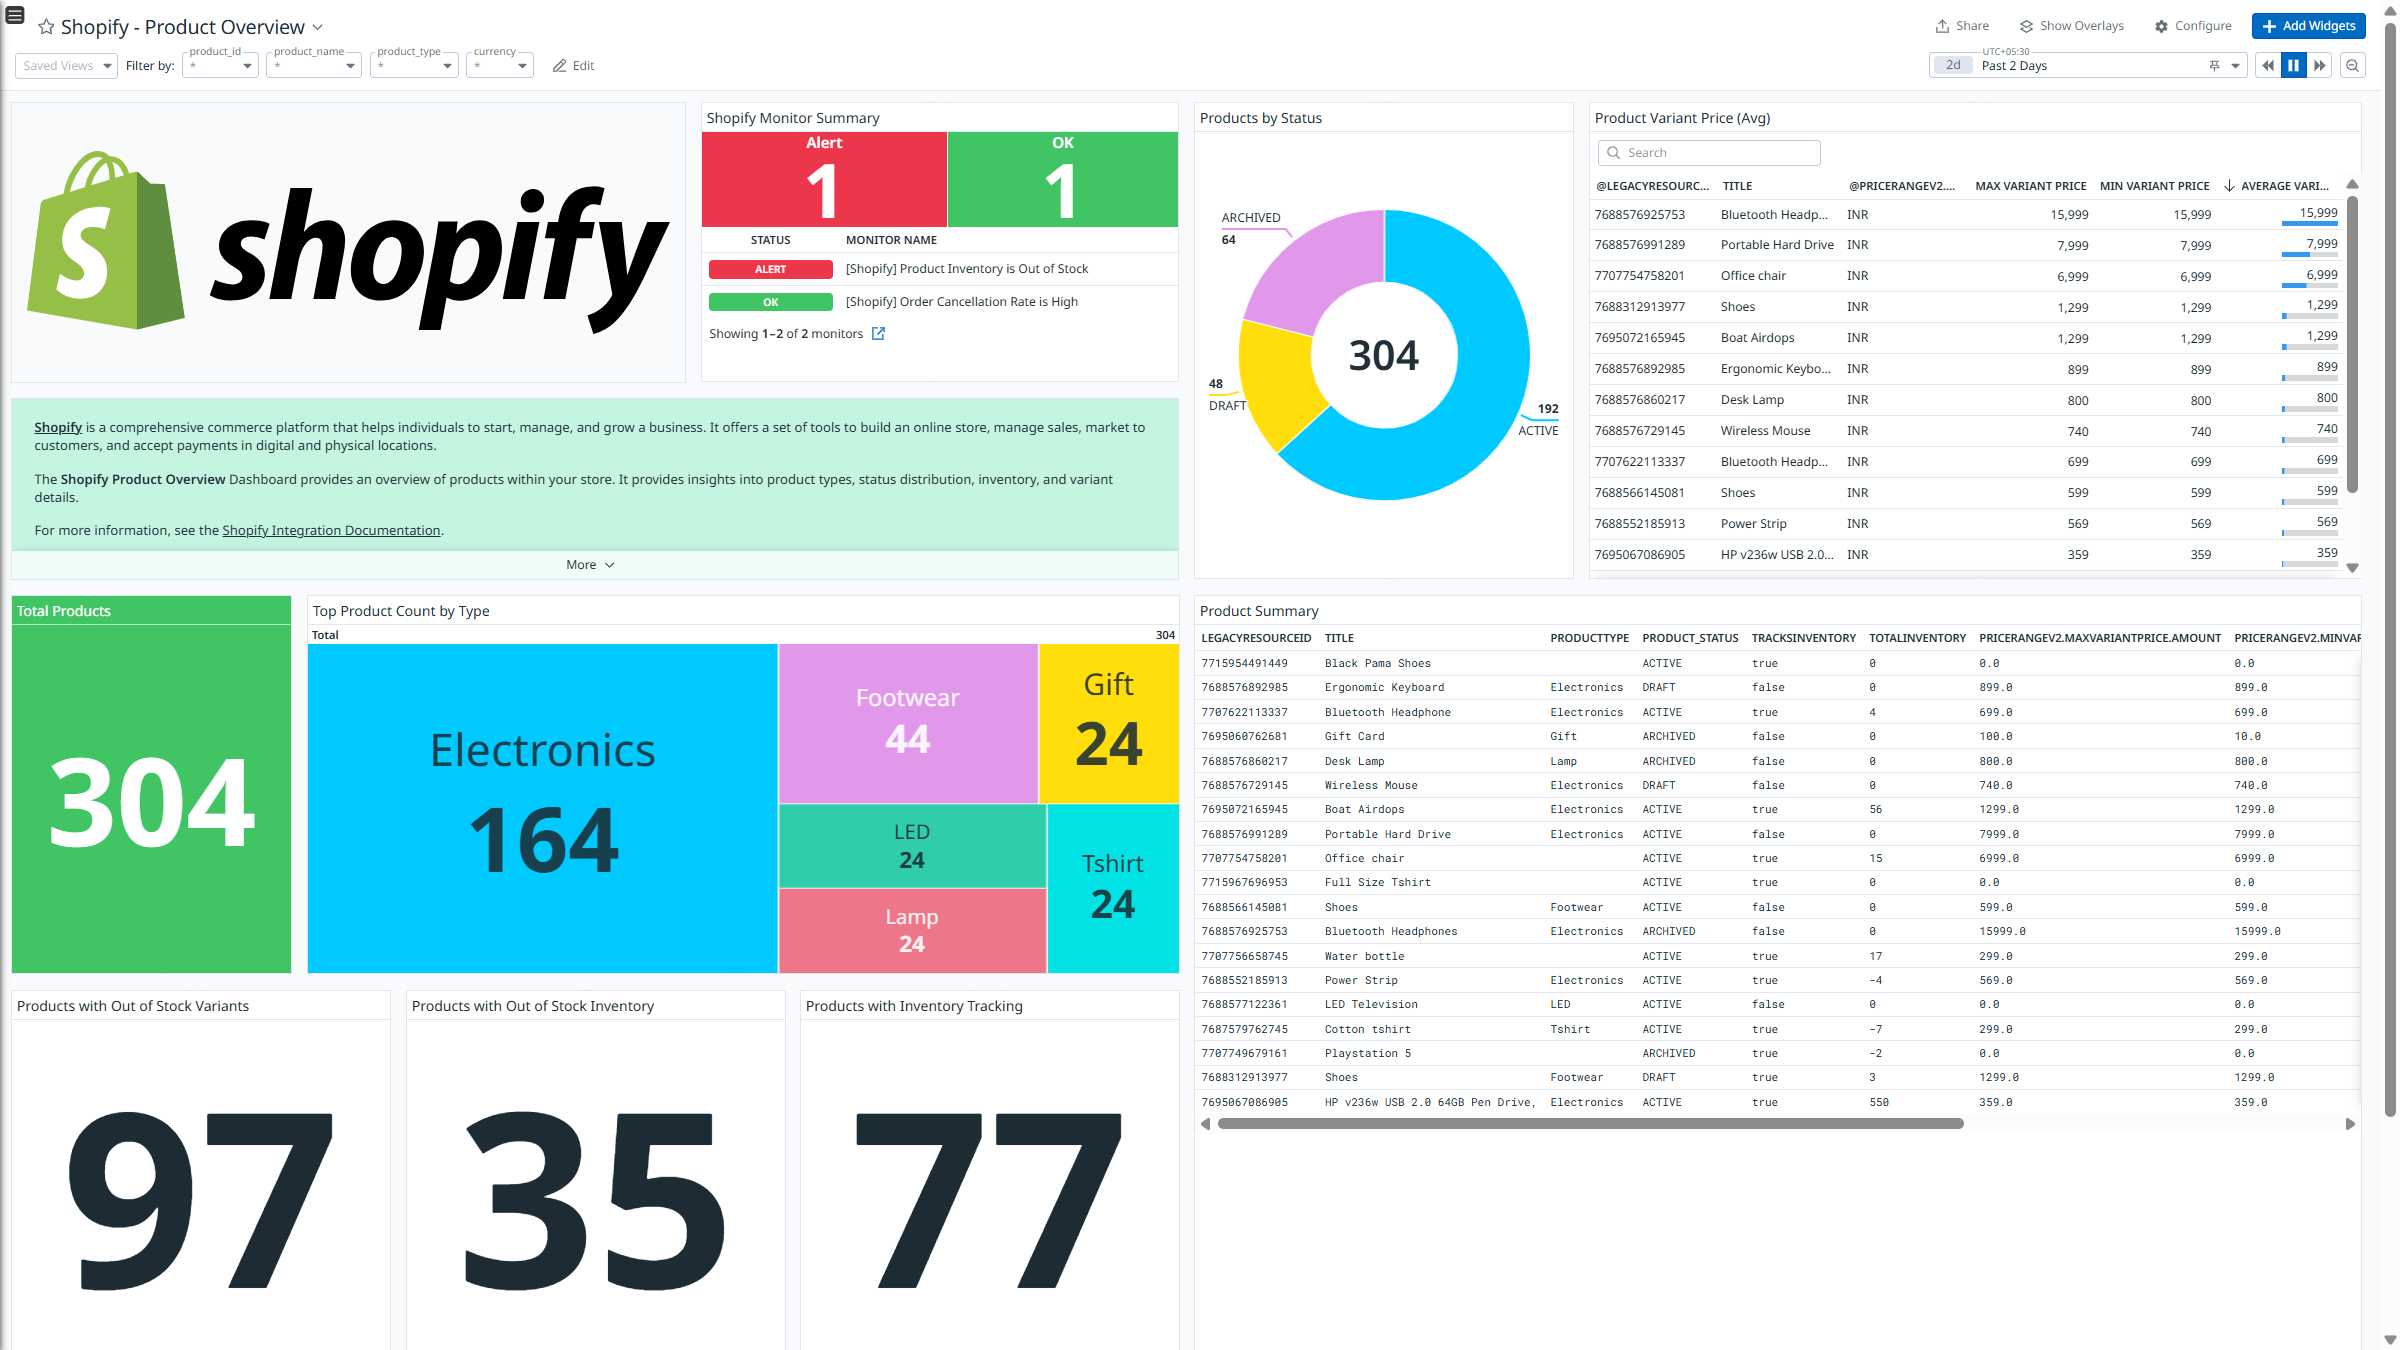 Shopify - Product Overview
Share
Show Overlays
Configure
Add Widgets
Saved Views
Filter by:
product_id
*
product_name
*
product_type
*
currency
*
Edit
UTC+05:30
2d Past 2 Days
shopify
Shopify Monitor Summary
Alert
1
OK
1
STATUS MONITOR NAME
ALERT [Shopify] Product Inventory is Out of Stock
OK [Shopify] Order Cancellation Rate is High
Showing 1–2 of 2 monitors
Shopify is a comprehensive commerce platform that helps individuals to start, manage, and grow a business. It offers a set of tools to build an online store, manage sales, market to
customers, and accept payments in digital and physical locations.
The Shopify Product Overview Dashboard provides an overview of products within your store. It provides insights into product types, status distribution, inventory, and variant
details.
For more information, see the Shopify Integration Documentation.
More
Products by Status
ARCHIVED
64
48
DRAFT
304
192
ACTIVE
Product Variant Price (Avg)
Search
@LEGACYRESOURC... TITLE @PRICERANGEV2.... MAX VARIANT PRICE MIN VARIANT PRICE AVERAGE VARI...
7688576925753 Bluetooth Headp... INR 15,999 15,999 15,999
7688576991289 Portable Hard Drive INR 7,999 7,999 7,999
7707754758201 Office chair INR 6,999 6,999 6,999
7688312913977 Shoes INR 1,299 1,299 1,299
7695072165945 Boat Airdops INR 1,299 1,299 1,299
7688576892985 Ergonomic Keybo... INR 899 899 899
7688576860217 Desk Lamp INR 800 800 800
7688576729145 Wireless Mouse INR 740 740 740
7707622113337 Bluetooth Headp... INR 699 699 699
7688566145081 Shoes INR 599 599 599
7688552185913 Power Strip INR 569 569 569
7695067086905 HP v236w USB 2.0... INR 359 359 359
Total Products
304
Top Product Count by Type
Total 304
Electronics
164
Footwear
44
Gift
24
LED
24
Lamp
24
Tshirt
24
Product Summary
LEGACYRESOURCEID TITLE PRODUCTTYPE PRODUCT_STATUS TRACKSINVENTORY TOTALINVENTORY PRICERANGEV2.MAXVARIANTPRICE.AMOUNT PRICERANGEV2.MINVAR
7715954491449 Black Pama Shoes ACTIVE true 0 0.0 0.0
7688576892985 Ergonomic Keyboard Electronics DRAFT false 0 899.0 899.0
7707622113337 Bluetooth Headphone Electronics ACTIVE true 4 699.0 699.0
7695060762681 Gift Card Gift ARCHIVED false 0 100.0 10.0
7688576860217 Desk Lamp Lamp ARCHIVED false 0 800.0 800.0
7688576729145 Wireless Mouse Electronics DRAFT false 0 740.0 740.0
7695072165945 Boat Airdops Electronics ACTIVE true 56 1299.0 1299.0
7688576991289 Portable Hard Drive Electronics ACTIVE false 0 7999.0 7999.0
7707754758201 Office chair ACTIVE true 15 6999.0 6999.0
7715967696953 Full Size Tshirt ACTIVE true 0 0.0 0.0
7688566145081 Shoes Footwear ACTIVE false 0 599.0 599.0
7688576925753 Bluetooth Headphones Electronics ARCHIVED false 0 15999.0 15999.0
7707756658745 Water bottle ACTIVE true 17 299.0 299.0
7688552185913 Power Strip Electronics ACTIVE true -4 569.0 569.0
7688577122361 LED Television LED ACTIVE false 0 0.0 0.0
7687579762745 Cotton tshirt Tshirt ACTIVE true -7 299.0 299.0
7707749679161 Playstation 5 ARCHIVED true -2 0.0 0.0
7688312913977 Shoes Footwear DRAFT true 3 1299.0 1299.0
7695067086905 HP v236w USB 2.0 64GB Pen Drive, Electronics ACTIVE true 550 359.0 359.0
Products with Out of Stock Variants
97
Products with Out of Stock Inventory
35
Products with Inventory Tracking
77